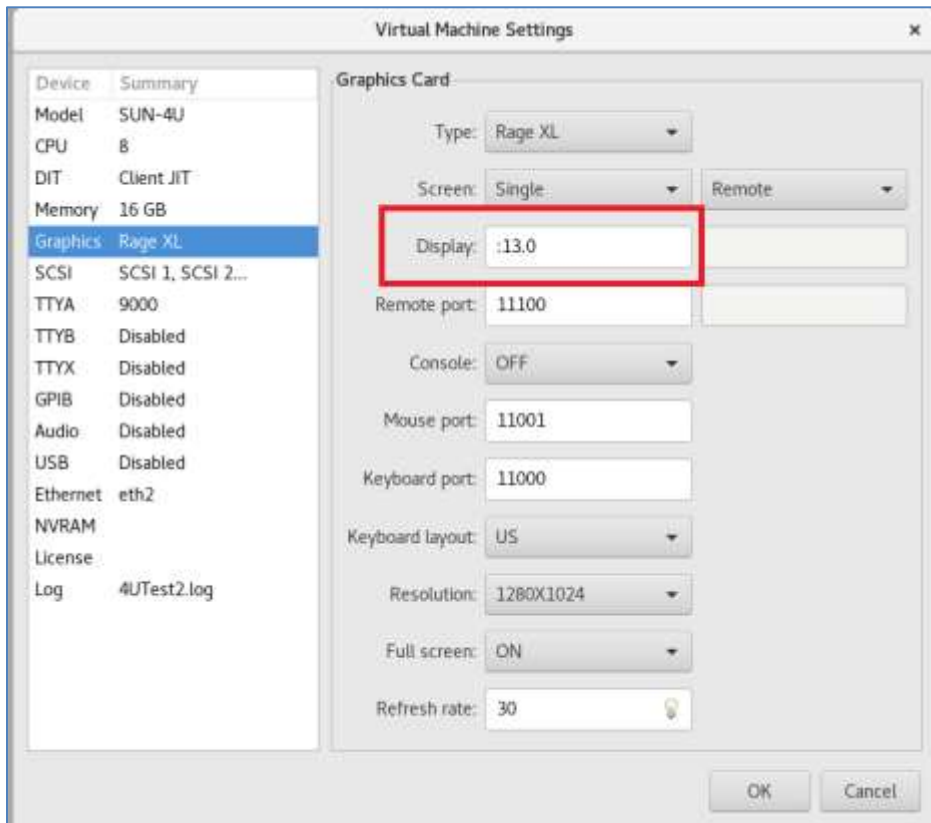 Virtual Machine Settings ×
Device Summary
Model SUN-4U
CPU 8
DIT Client JIT
Memory 16 GB
Graphics Rage XL
SCSI SCSI 1, SCSI 2...
TTYA 9000
TTYB Disabled
TTYX Disabled
GPIB Disabled
Audio Disabled
USB Disabled
Ethernet eth2
NVRAM
License
Log 4UTest2.log
Graphics Card
Type: Rage XL
Screen: Single Remote
Display: :13.0
Remote port: 11100
Console: OFF
Mouse port: 11001
Keyboard port: 11000
Keyboard layout: US
Resolution: 1280X1024
Full screen: ON
Refresh rate: 30
OK Cancel